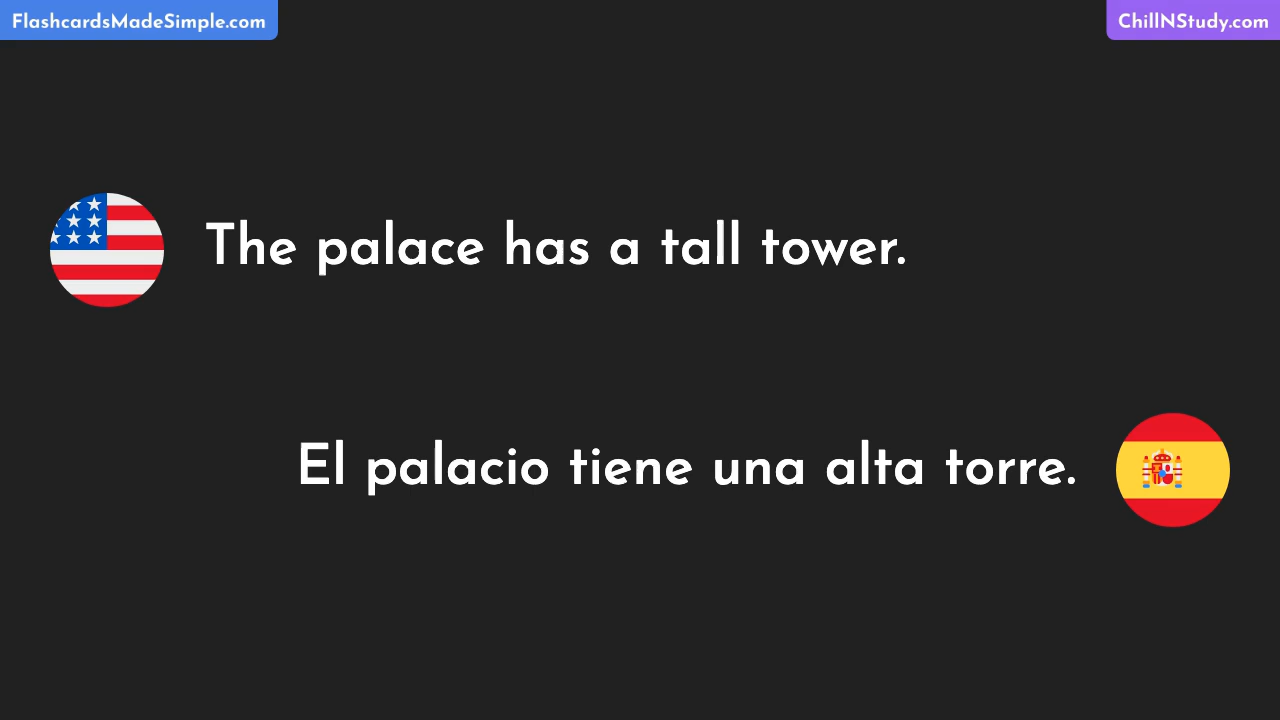 FlashcardsMadeSimple.com
ChillNStudy.com
The palace has a tall tower.
El palacio tiene una alta torre.